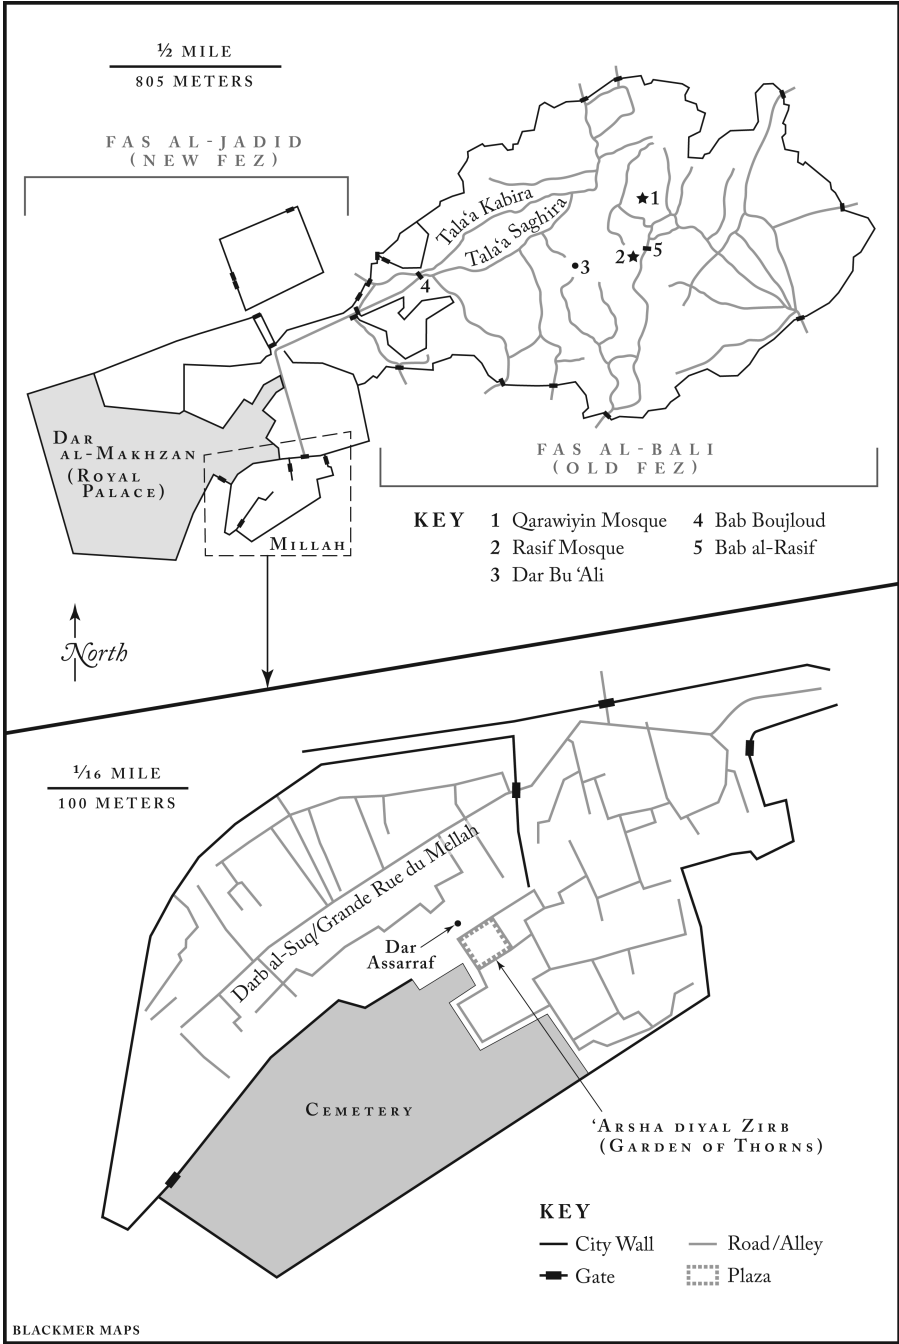 ½ MILE
805 METERS
FAS AL-JADID
(NEW FEZ)
Tala‘a Kabira
Tala‘a Saghira
1
2
5
3
4
DAR
AL-MAKHZAN
(ROYAL
PALACE)
MILLAH
FAS AL-BALI
(OLD FEZ)
KEY
1 Qarawiyin Mosque
2 Rasif Mosque
3 Dar Bu ‘Ali
4 Bab Boujloud
5 Bab al-Rasif
North
1/16 MILE
100 METERS
Darb al-Suq/Grande Rue du Mellah
DAR
ASSARRAF
CEMETERY
‘ARSHA DIYAL ZIRB
(GARDEN OF THORNS)
KEY
City Wall
Road/Alley
Gate
Plaza
BLACKMER MAPS